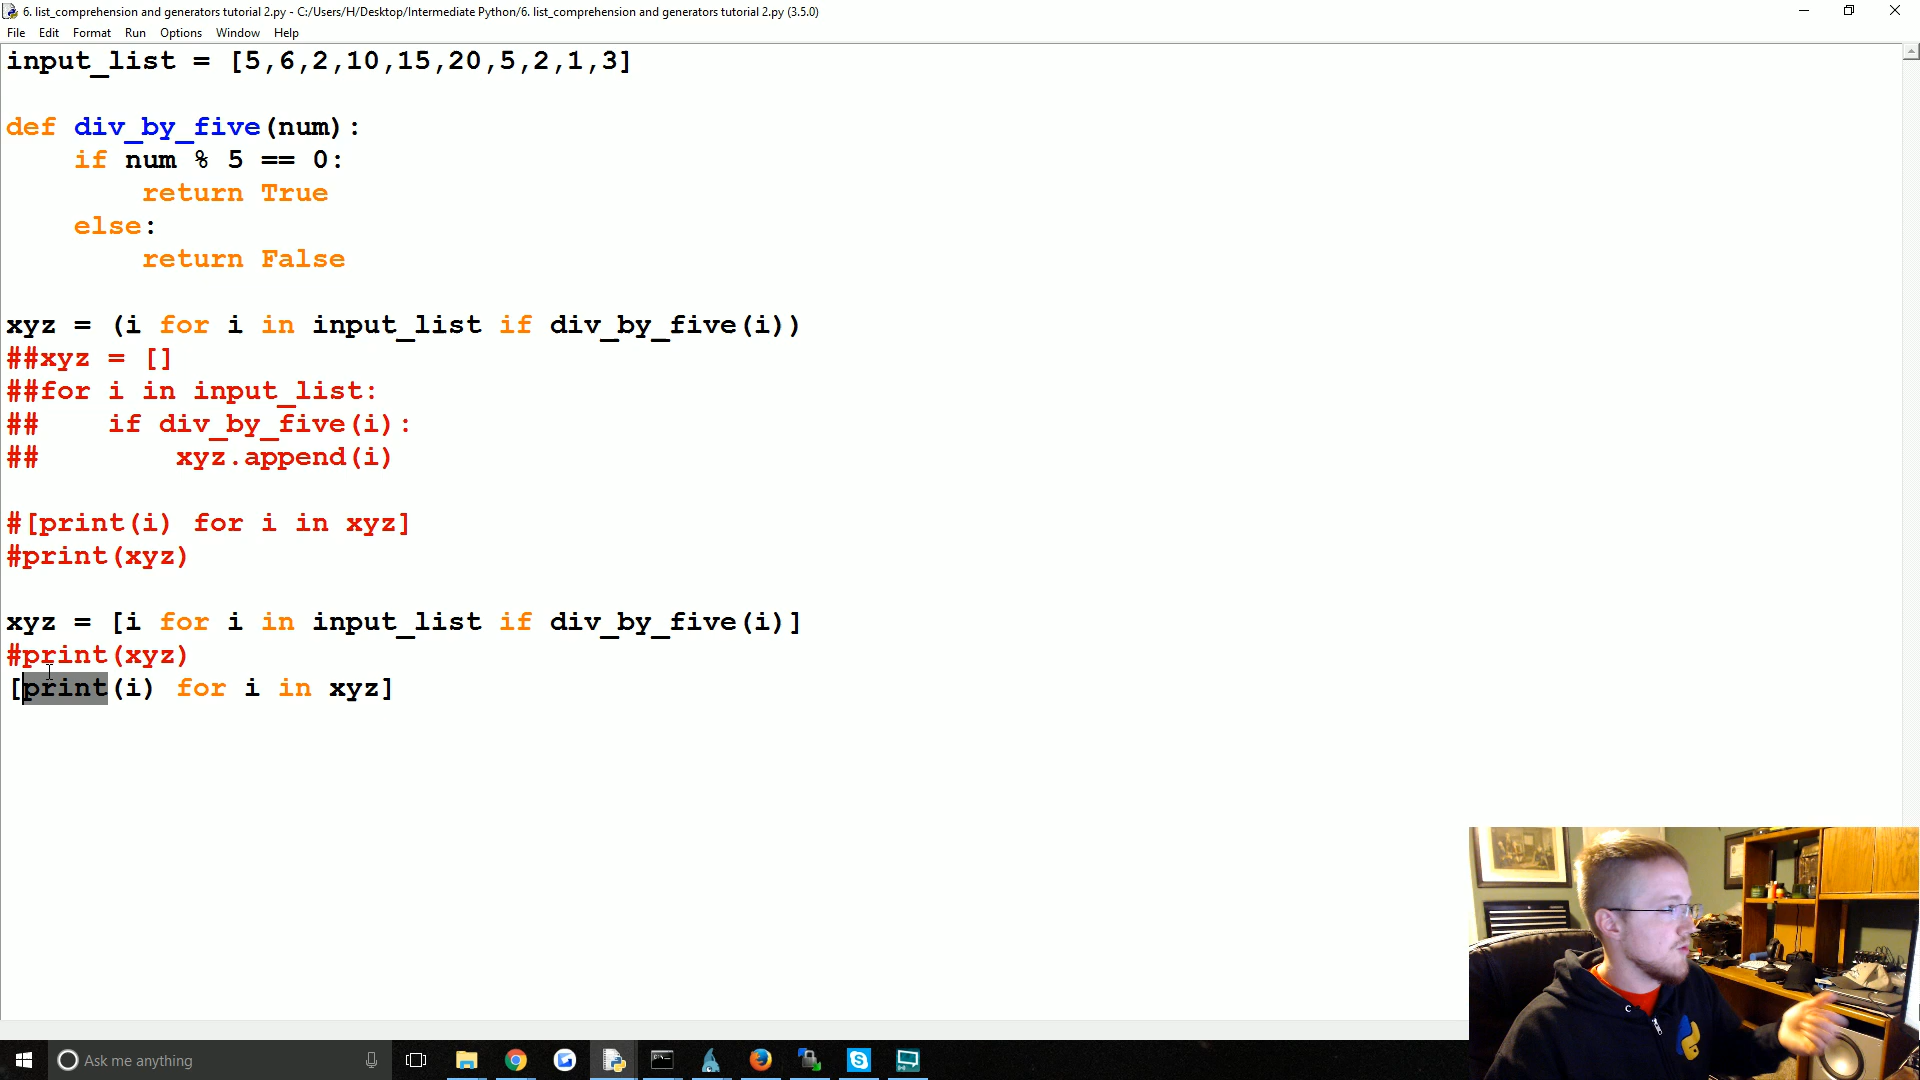 6. list_comprehension and generators tutorial 2.py - C:/Users/H/Desktop/Intermediate Python/6. list_comprehension and generators tutorial 2.py (3.5.0)
File Edit Format Run Options Window Help
input_list = [5,6,2,10,15,20,5,2,1,3]
def div_by_five(num):
    if num % 5 == 0:
        return True
    else:
        return False
xyz = (i for i in input_list if div_by_five(i))
##xyz = []
##for i in input_list:
##    if div_by_five(i):
##        xyz.append(i)
#[print(i) for i in xyz]
#print(xyz)
xyz = [i for i in input_list if div_by_five(i)]
#print(xyz)
[print(i) for i in xyz]
Ask me anything